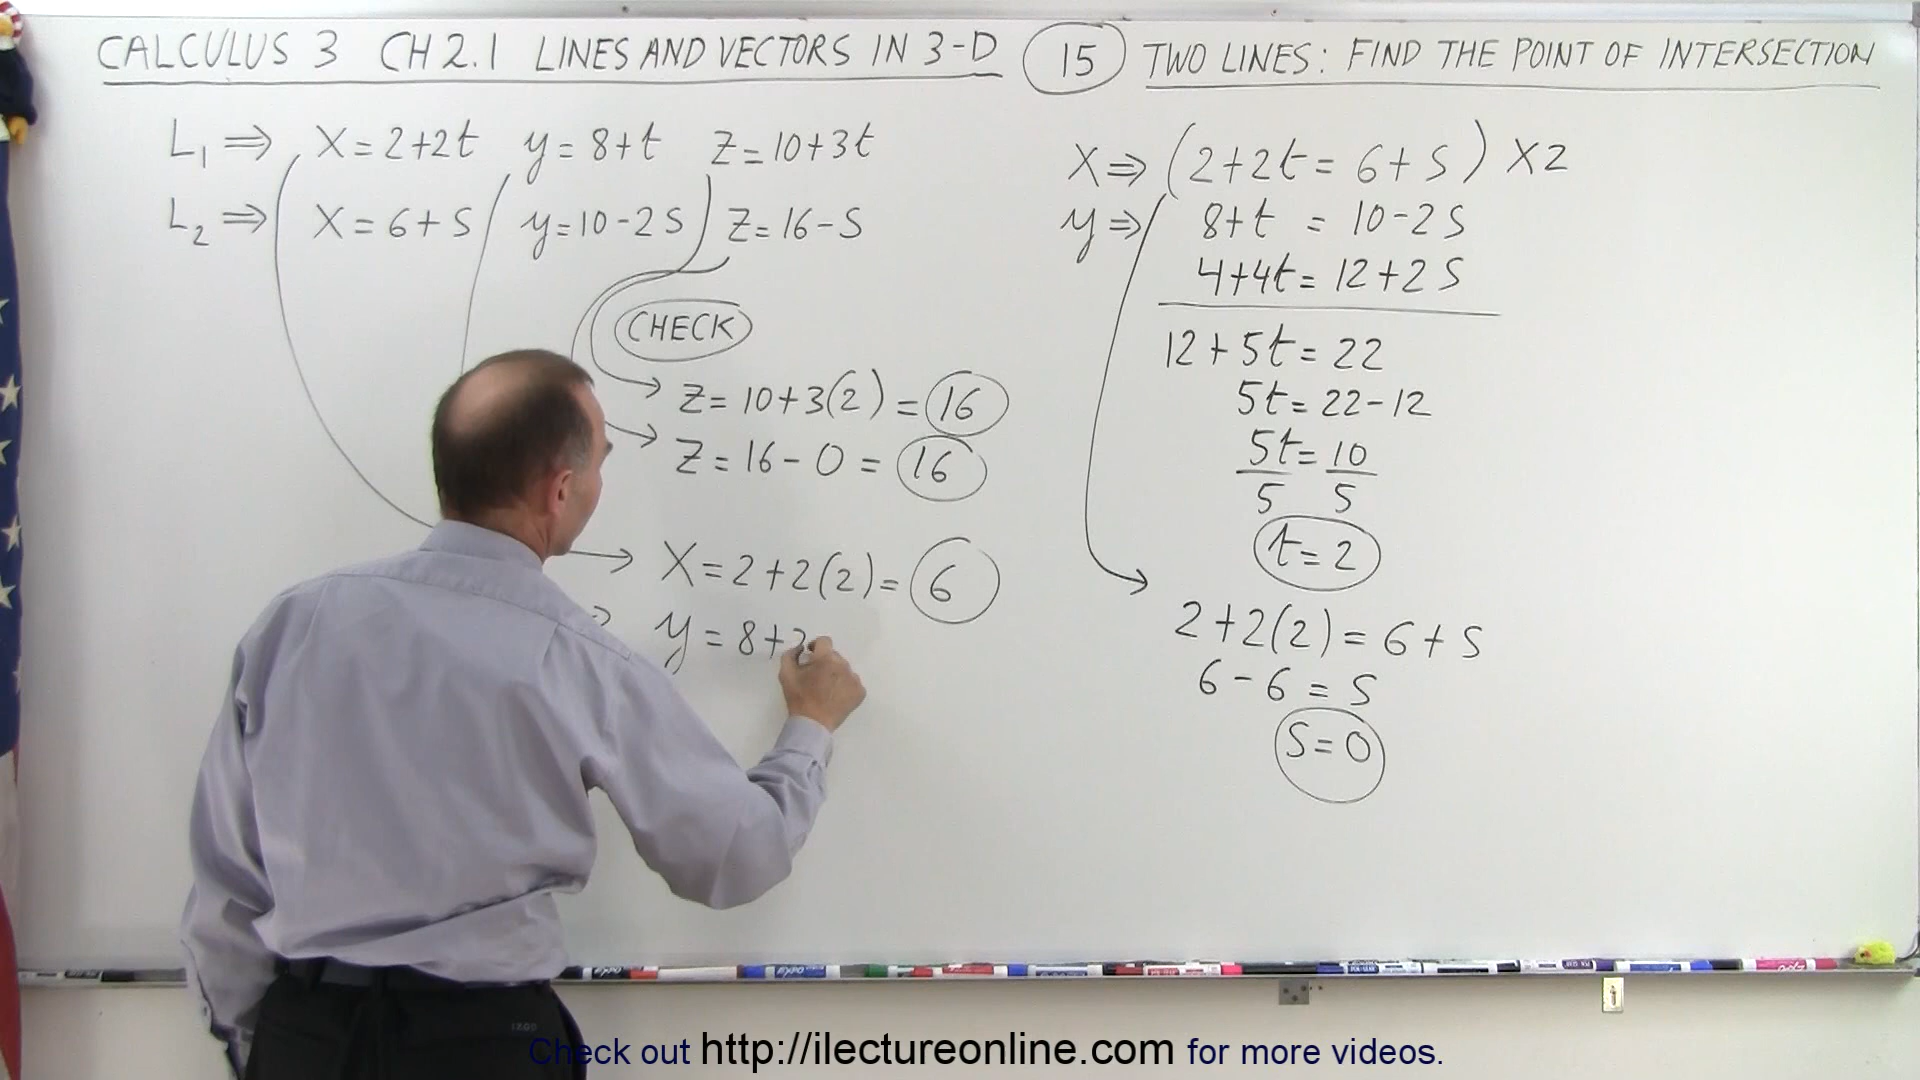 CALCULUS 3 CH 2.1 LINES AND VECTORS IN 3-D 15 TWO LINES: FIND THE POINT OF INTERSECTION
L₁ ⇒ X = 2+2t y = 8+t Z = 10+3t
L₂ ⇒ X = 6+S y = 10-2S Z = 16-S
CHECK
Z = 10+3(2) = 16
Z = 16-0 = 16
X = 2+2(2) = 6
y = 8+
X ⇒ (2+2t = 6+S) X2
y ⇒ 8+t = 10-2S
4+4t = 12+2S
12+5t = 22
5t = 22-12
5t = 10
5 5
t = 2
2+2(2) = 6+S
6-6 = S
S = 0
Check out http://ilectureonline.com for more videos.